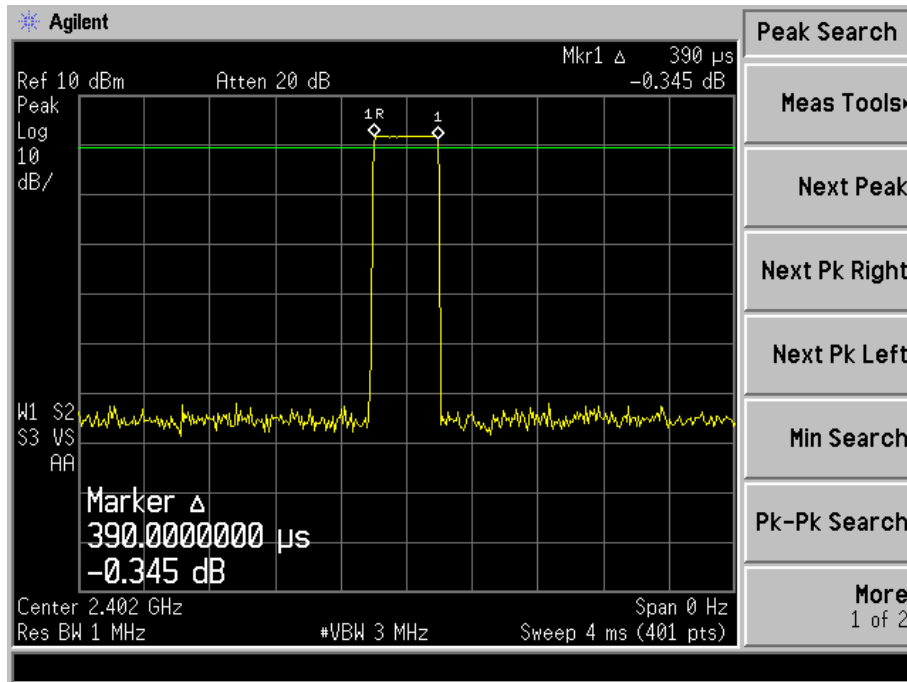 Agilent
Peak Search
Mkr1 Δ 390 µs
Ref 10 dBm Atten 20 dB -0.345 dB
Peak
Log
10
dB/
1R
1
W1 S2
S3 VS
AA
Marker Δ
390.0000000 µs
-0.345 dB
Center 2.402 GHz Span 0 Hz
Res BW 1 MHz #VBW 3 MHz Sweep 4 ms (401 pts)
Meas Tools
Next Peak
Next Pk Right
Next Pk Left
Min Search
Pk-Pk Search
More
1 of 2